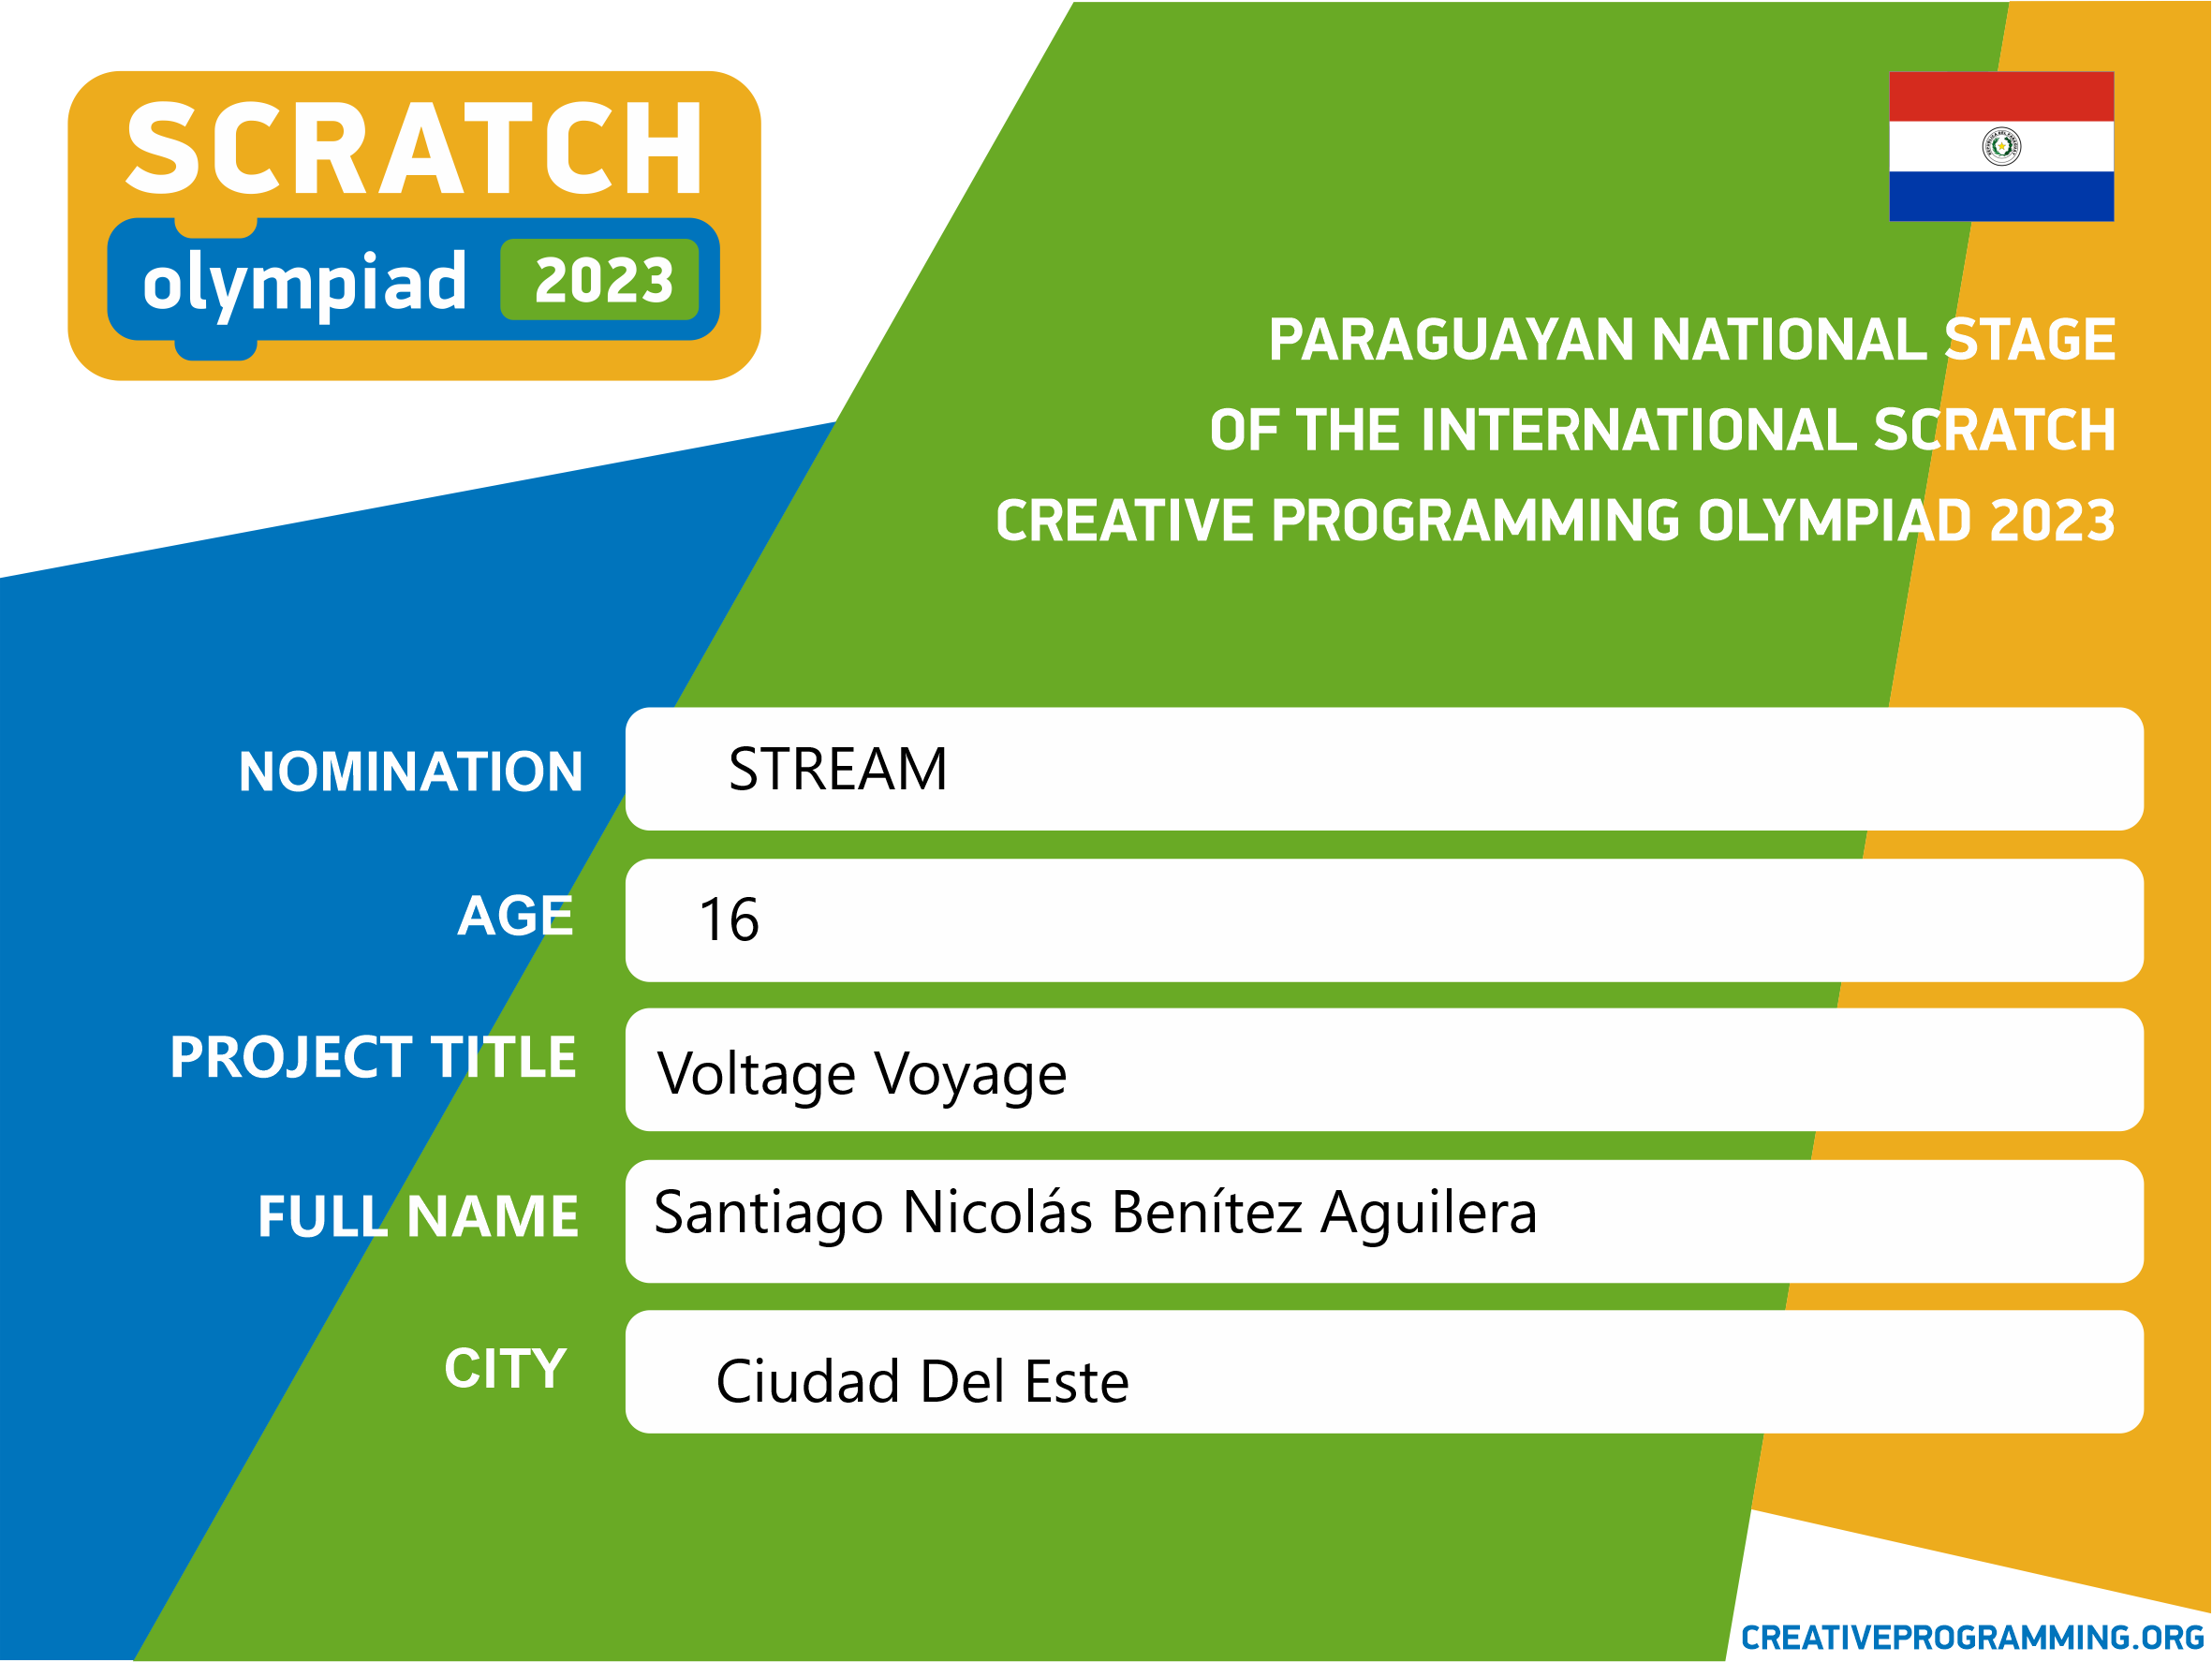 SCRATCH
olympiad 2023
PARAGUAYAN NATIONAL STAGE
OF THE INTERNATIONAL SCRATCH
CREATIVE PROGRAMMING OLYMPIAD 2023
NOMINATION STREAM
AGE 16
PROJECT TITLE Voltage Voyage
FULL NAME Santiago Nicolás Benítez Aguilera
CITY Ciudad Del Este
CREATIVEPROGRAMMING.ORG